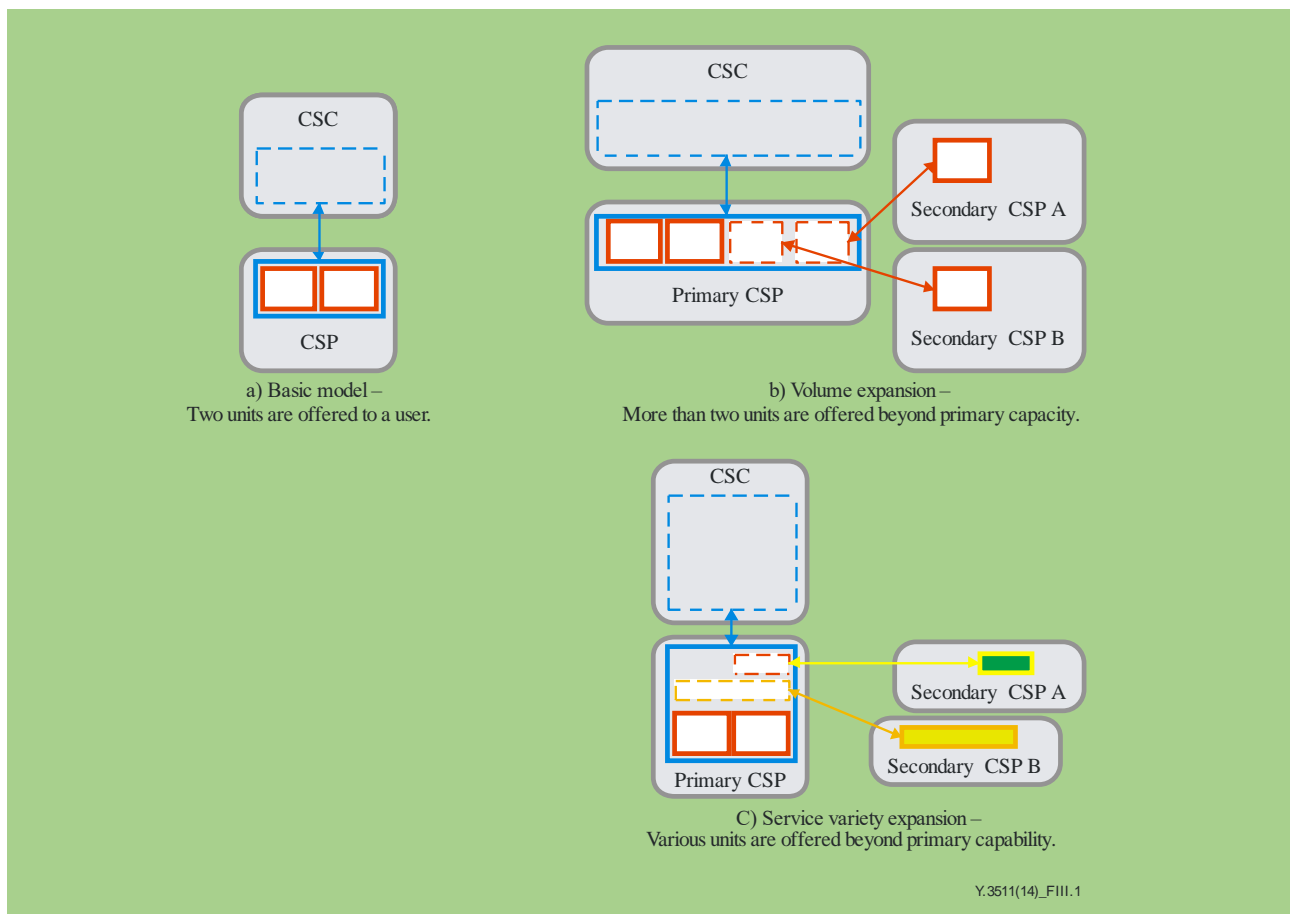 CSC
CSP
a) Basic model –
Two units are offered to a user.
CSC
Primary CSP
Secondary CSP A
Secondary CSP B
b) Volume expansion –
More than two units are offered beyond primary capacity.
CSC
Primary CSP
Secondary CSP A
Secondary CSP B
C) Service variety expansion –
Various units are offered beyond primary capability.
Y.3511(14)_FIII.1